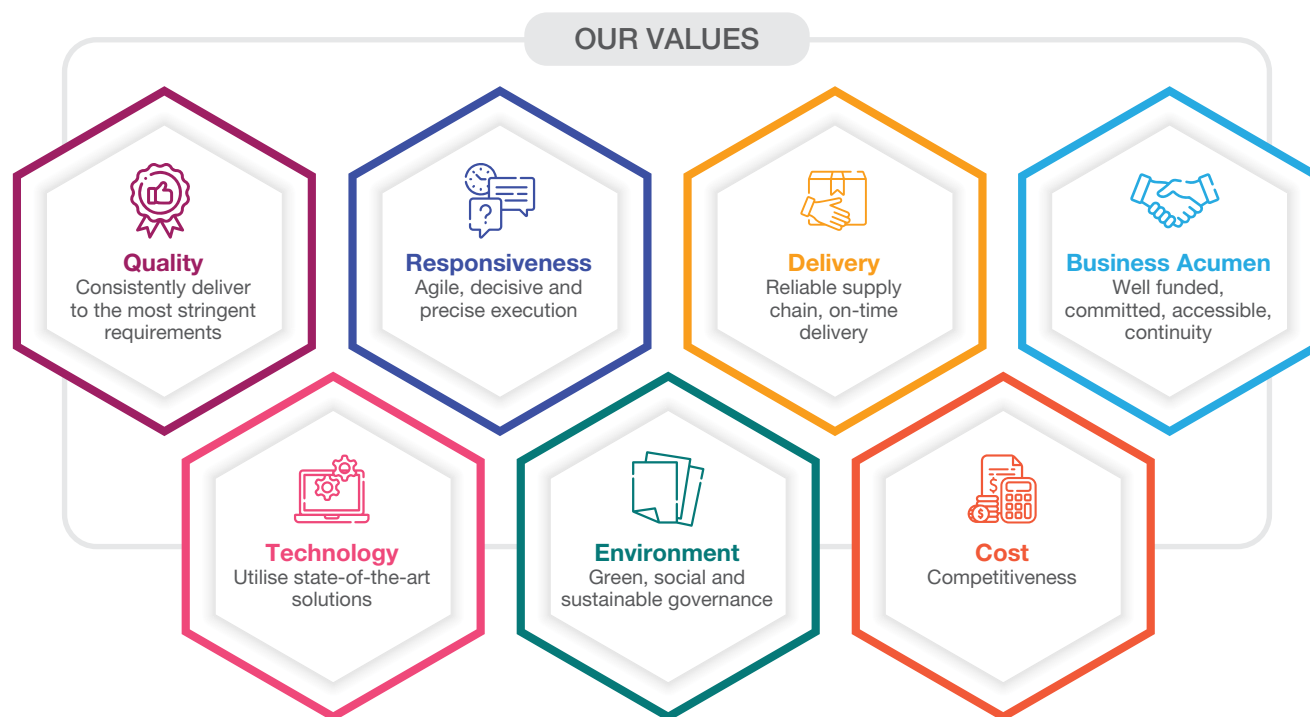 OUR VALUES
Quality
Consistently deliver
to the most stringent
requirements
Responsiveness
Agile, decisive and
precise execution
?
Delivery
Reliable supply
chain, on-time
delivery
Business Acumen
Well funded,
committed, accessible,
continuity
Technology
Utilise state-of-the-art
solutions
Environment
Green, social and
sustainable governance
$
$
Cost
Competitiveness